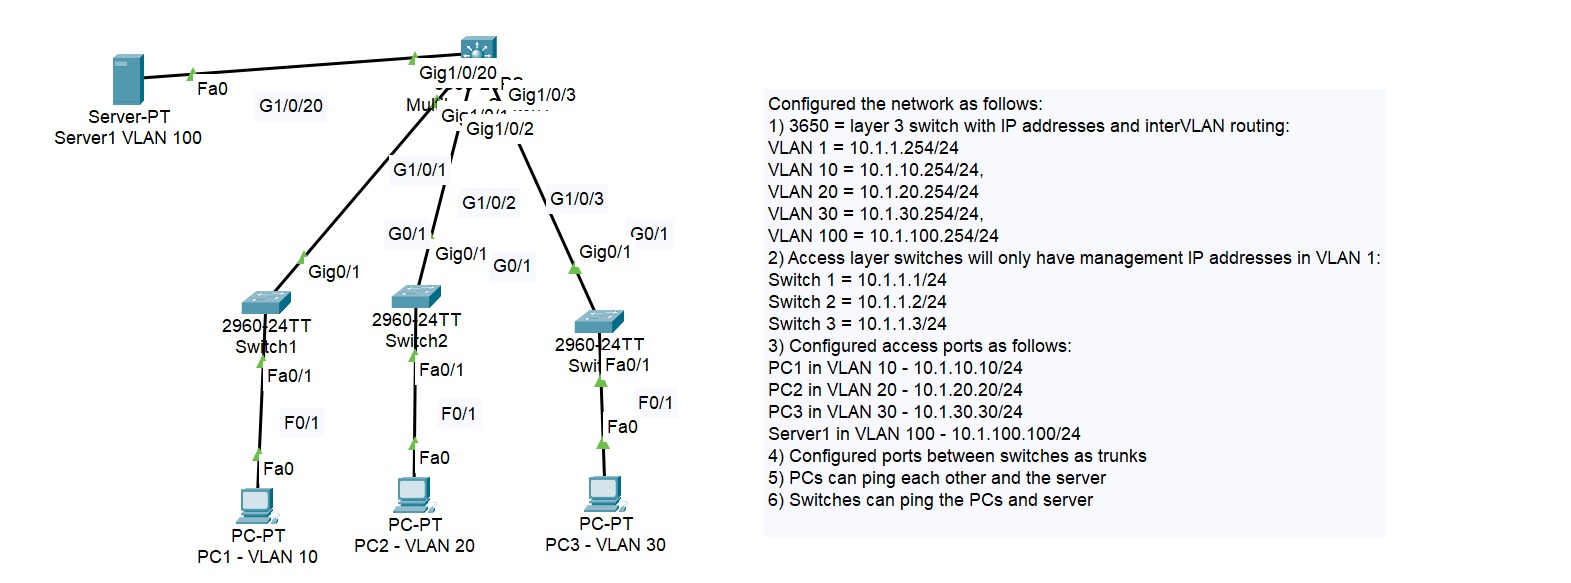 Gig1/0/20
Fa0
G1/0/20
Server-PT
Server1 VLAN 100
Gig1/0/3
Gig1/0/2
G1/0/1
G1/0/2
G1/0/3
G0/1
Gig0/1
G0/1
Gig0/1
G0/1
Gig0/1
2960-24TT
Switch1
2960-24TT
Switch2
2960-24TT
Fa0/1
Fa0/1
Fa0/1
F0/1
F0/1
F0/1
Fa0
Fa0
Fa0
PC-PT
PC1 - VLAN 10
PC-PT
PC2 - VLAN 20
PC-PT
PC3 - VLAN 30
Configured the network as follows:
1) 3650 = layer 3 switch with IP addresses and interVLAN routing:
VLAN 1 = 10.1.1.254/24
VLAN 10 = 10.1.10.254/24,
VLAN 20 = 10.1.20.254/24
VLAN 30 = 10.1.30.254/24,
VLAN 100 = 10.1.100.254/24
2) Access layer switches will only have management IP addresses in VLAN 1:
Switch 1 = 10.1.1.1/24
Switch 2 = 10.1.1.2/24
Switch 3 = 10.1.1.3/24
3) Configured access ports as follows:
PC1 in VLAN 10 - 10.1.10.10/24
PC2 in VLAN 20 - 10.1.20.20/24
PC3 in VLAN 30 - 10.1.30.30/24
Server1 in VLAN 100 - 10.1.100.100/24
4) Configured ports between switches as trunks
5) PCs can ping each other and the server
6) Switches can ping the PCs and server